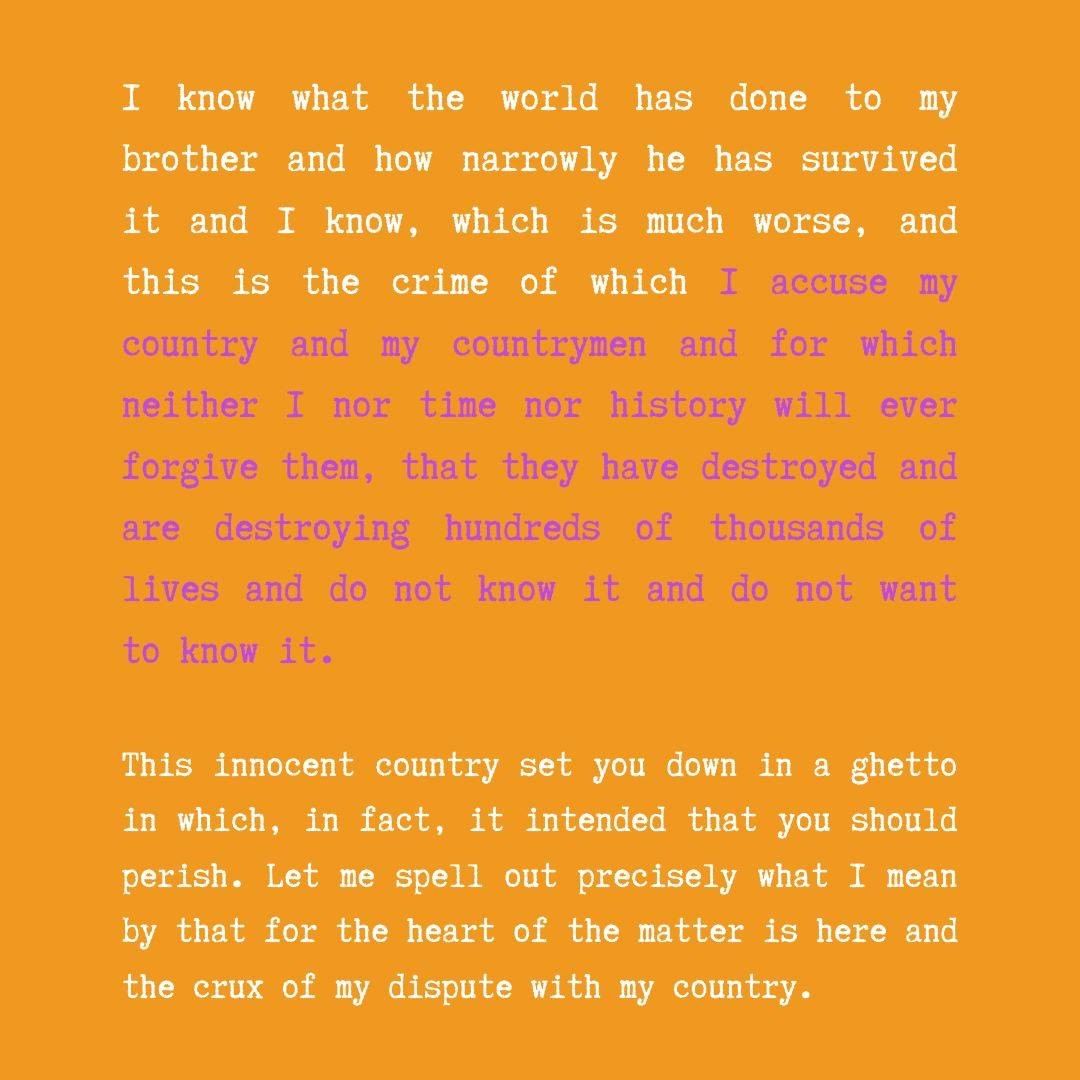 I know what the world has done to my
brother and how narrowly he has survived
it and I know, which is much worse, and
this is the crime of which I accuse my
country and my countrymen and for which
neither I nor time nor history will ever
forgive them, that they have destroyed and
are destroying hundreds of thousands of
lives and do not know it and do not want
to know it.
This innocent country set you down in a ghetto
in which, in fact, it intended that you should
perish. Let me spell out precisely what I mean
by that for the heart of the matter is here and
the crux of my dispute with my country.